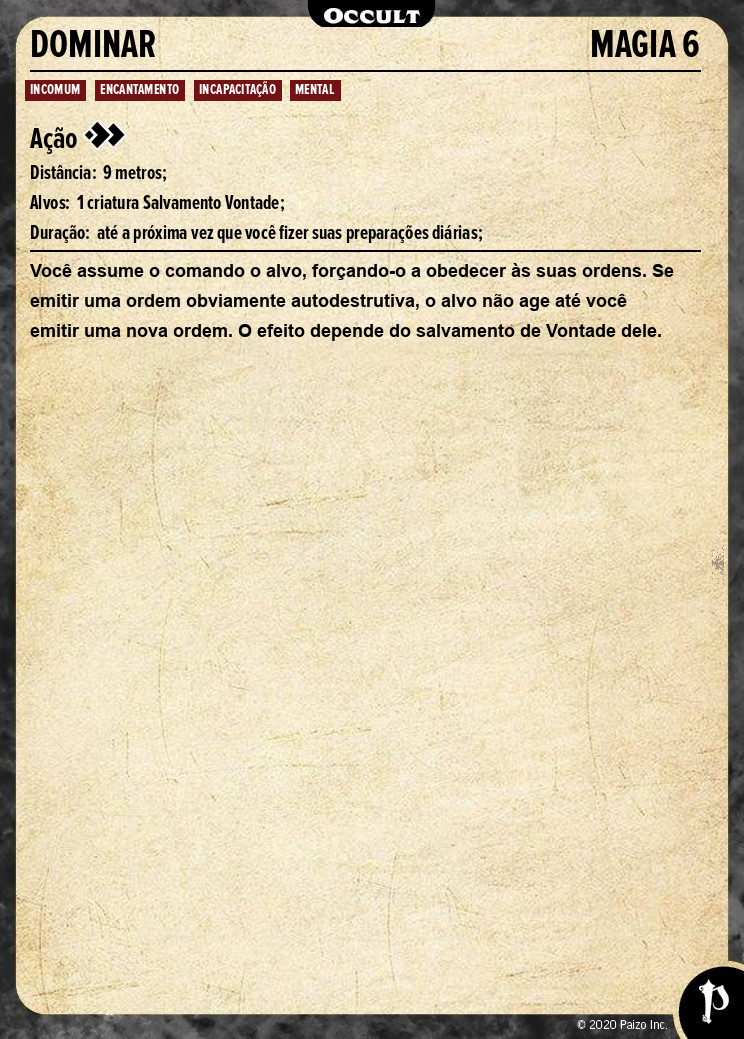 OCCULT
DOMINAR MAGIA 6
INCOMUM ENCANTAMENTO INCAPACITAÇÃO MENTAL
Ação
Distância: 9 metros;
Alvos: 1 criatura Salvamento Vontade;
Duração: até a próxima vez que você fizer suas preparações diárias;
Você assume o comando o alvo, forçando-o a obedecer às suas ordens. Se
emitir uma ordem obviamente autodestrutiva, o alvo não age até você
emitir uma nova ordem. O efeito depende do salvamento de Vontade dele.
© 2020 Paizo Inc.
P